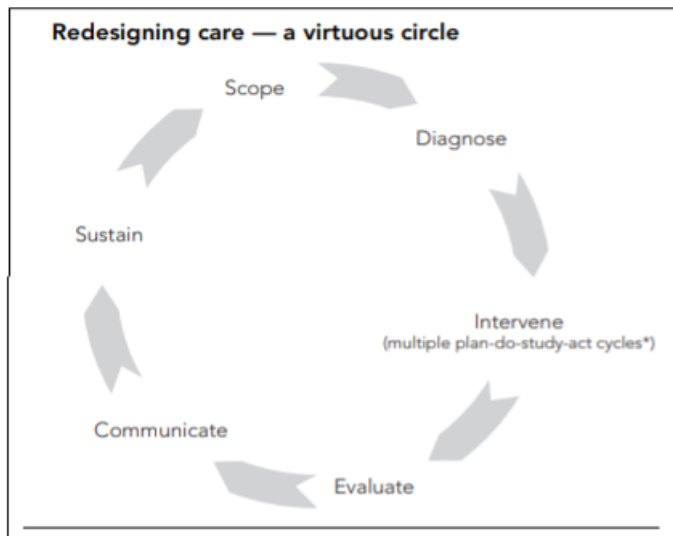 Redesigning care — a virtuous circle
Scope
Diagnose
Intervene
(multiple plan-do-study-act cycles*)
Evaluate
Communicate
Sustain